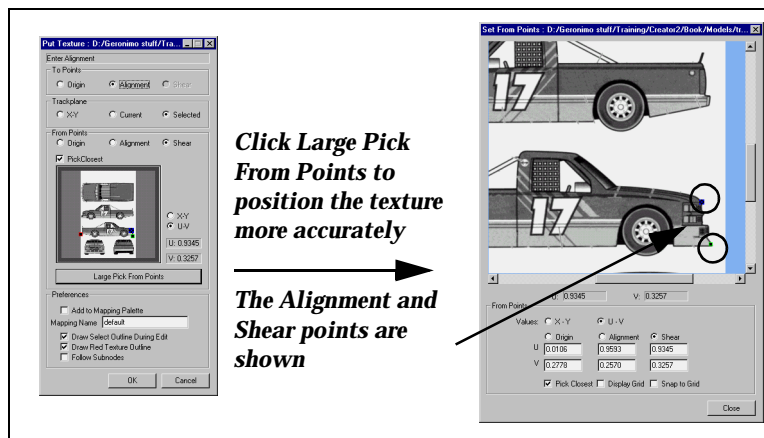 Put Texture : D:/Geronimo stuff/Tra...
Enter Alignment
To Points
Origin Alignment Shear
Trackplane
X-Y Current Selected
From Points
Origin Alignment Shear
PickClosest
X-Y
U-V
U: 0.9345
V: 0.3257
Large Pick From Points
Preferences
Add to Mapping Palette
Mapping Name default
Draw Select Outline During Edit
Draw Red Texture Outline
Follow Subnodes
OK Cancel
Click Large Pick
From Points to
position the texture
more accurately
The Alignment and
Shear points are
shown
Set From Points : D:/Geronimo stuff/Training/Creator2/Book/Models/tr...
17
17
U: 0.9345 V: 0.3257
From Points
Values: X - Y U - V
Origin Alignment Shear
U 0.0106 0.9593 0.9345
V 0.2778 0.2570 0.3257
Pick Closest Display Grid Snap to Grid
Close